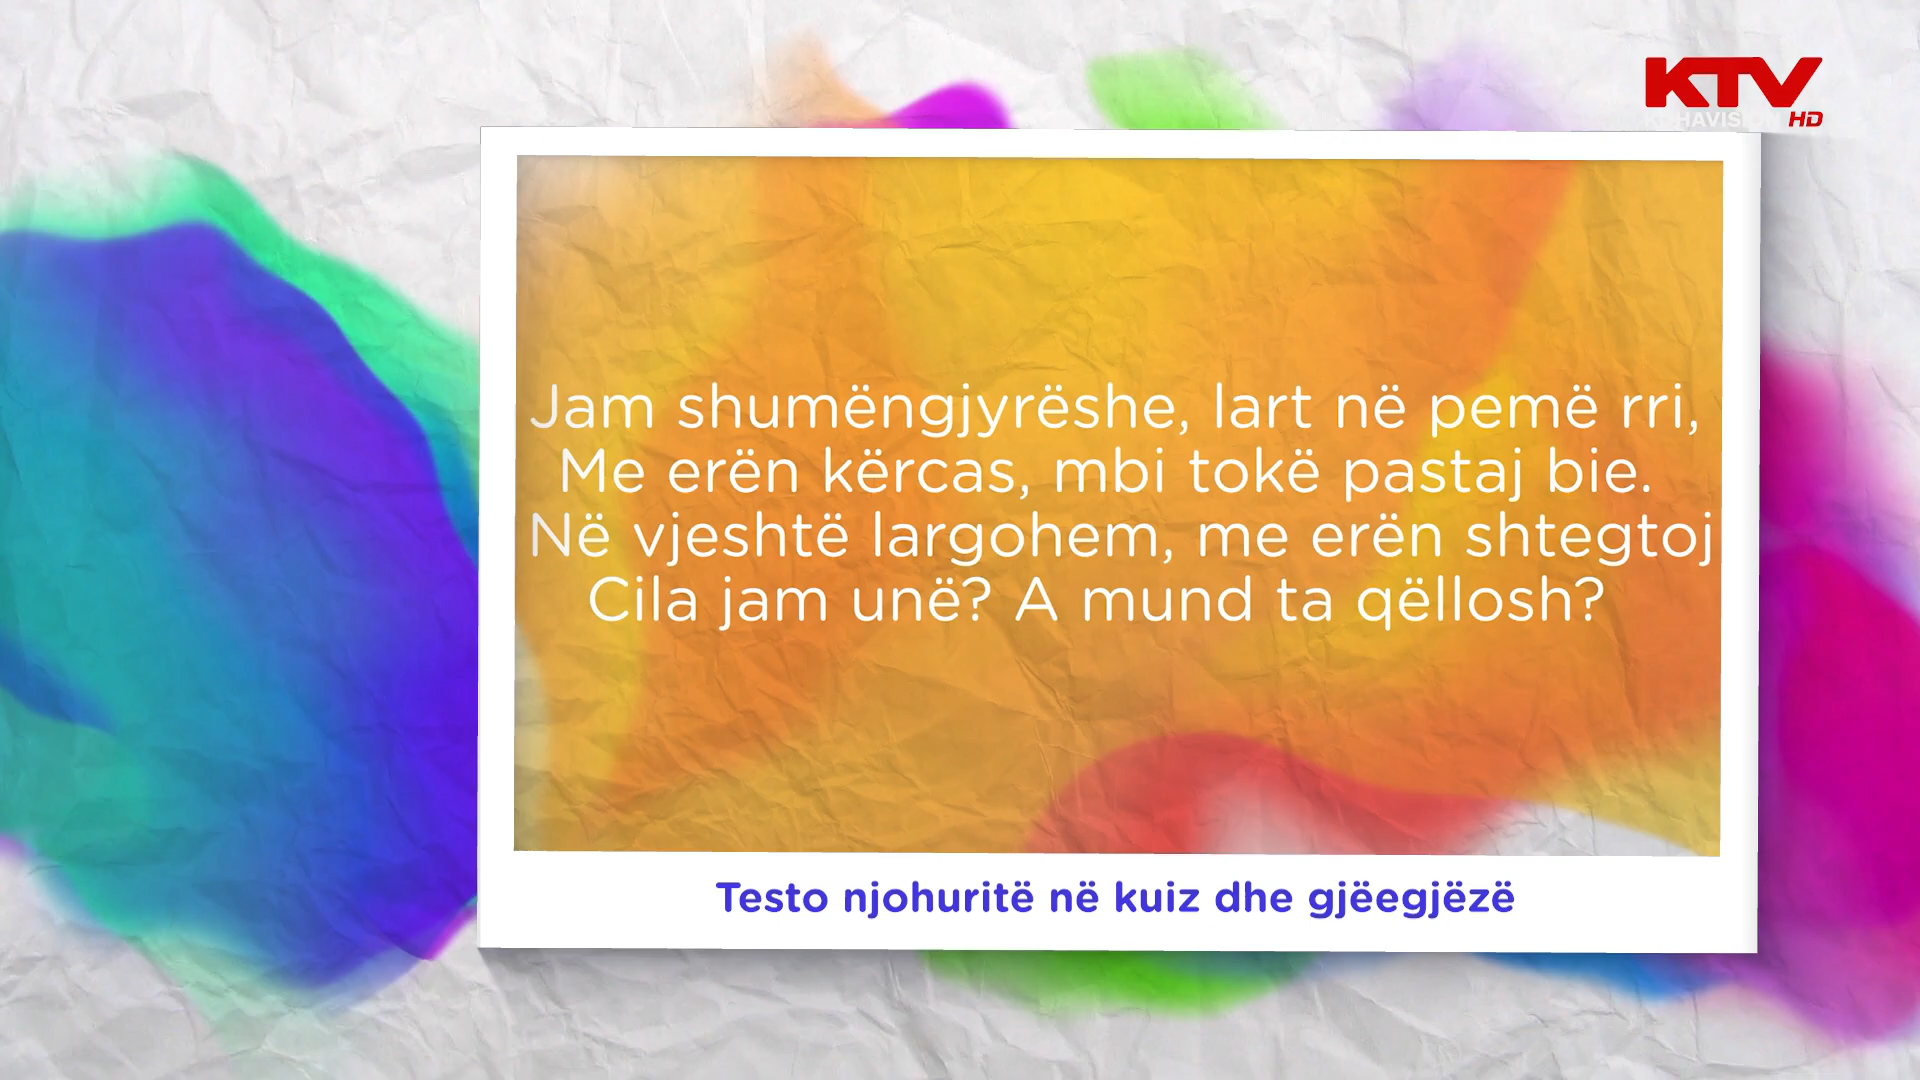 KTV
KOHAVISION HD
Jam shumëngjyrëshe, lart në pemë rri,
Me erën kërcas, mbi tokë pastaj bie.
Në vjeshtë largohem, me erën shtegtoj
Cila jam unë? A mund ta qëllosh?
Testo njohuritë në kuiz dhe gjëegjëzë